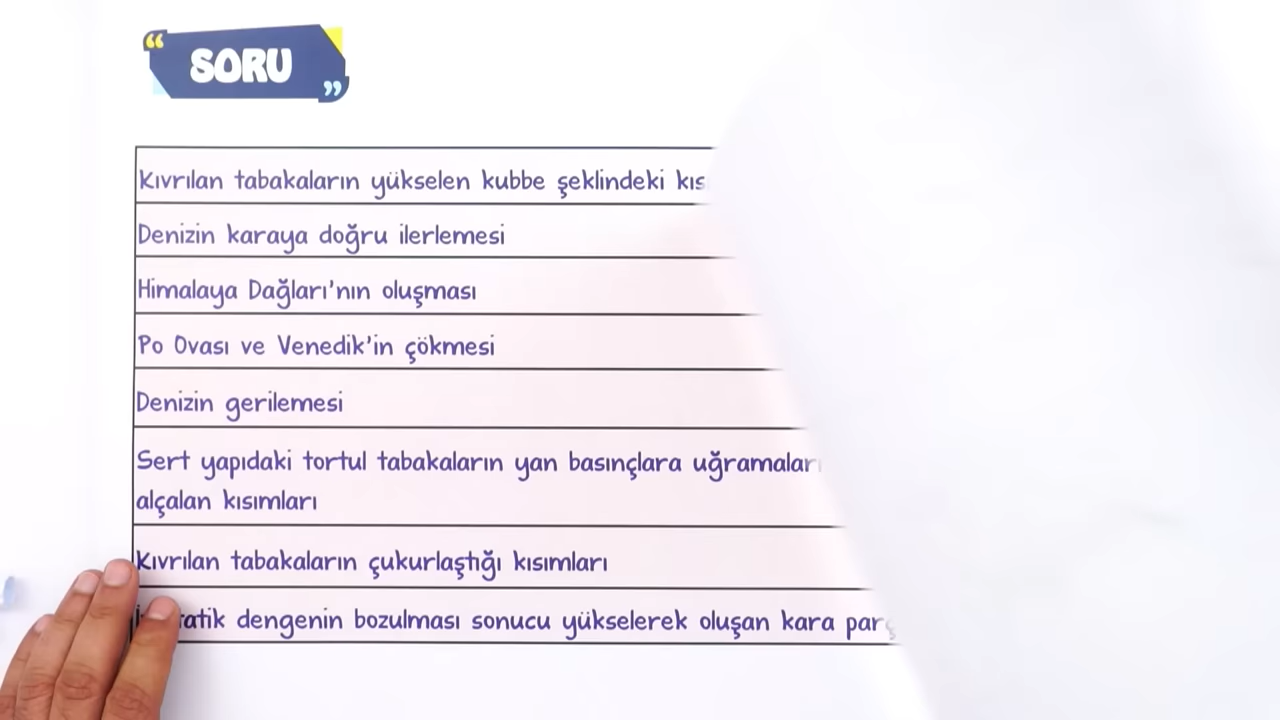 SORU
Kıvrılan tabakaların yükselen kubbe şeklindeki
Denizin karaya doğru ilerlemesi
Himalaya Dağları'nın oluşması
Po Ovası ve Venedik'in çökmesi
Denizin gerilemesi
Sert yapıdaki tortul tabakaların yan basınçlara uğramaları
alçalan kısımları
Kıvrılan tabakaların çukurlaştığı kısımları
dengenin bozulması sonucu yükselerek oluşan kara